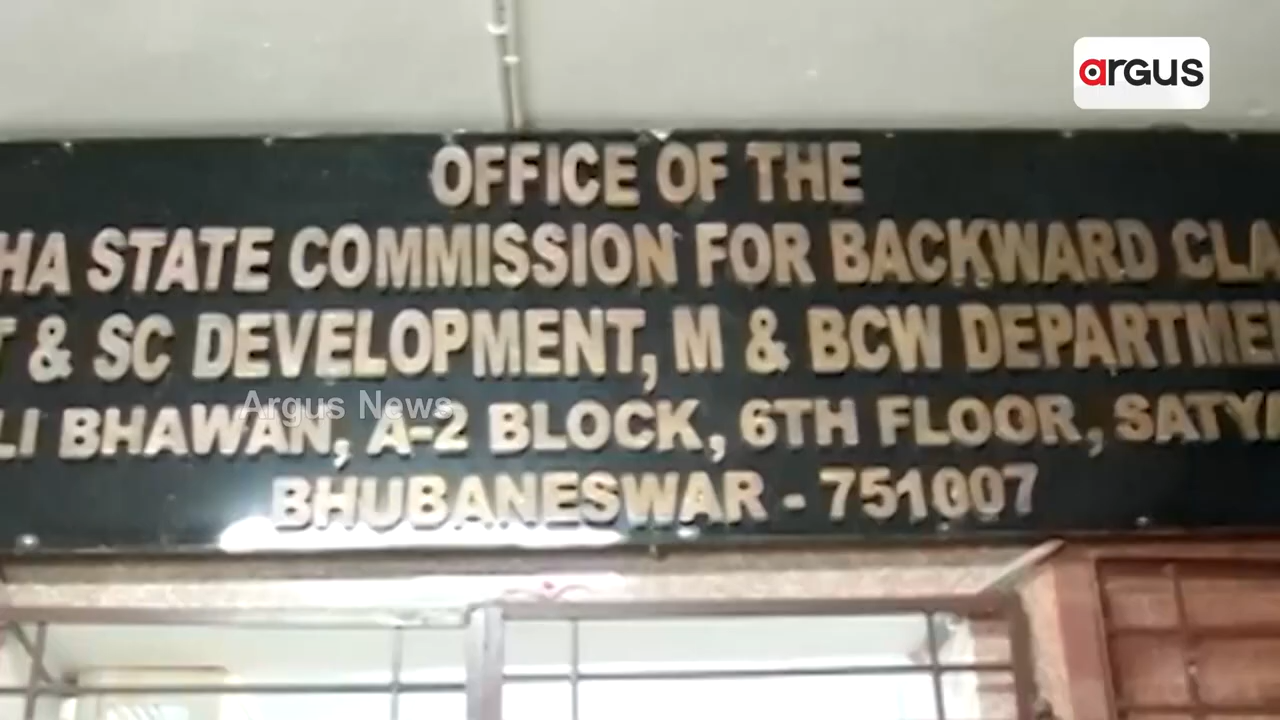 argus
OFFICE OF THE
HA STATE COMMISSION FOR BACKWARD CLA
T & SC DEVELOPMENT, M & BCW DEPARTME
LI BHAWAN, A-2 BLOCK, 6TH FLOOR, SATYA
Argus News
BHUBANESWAR - 751007